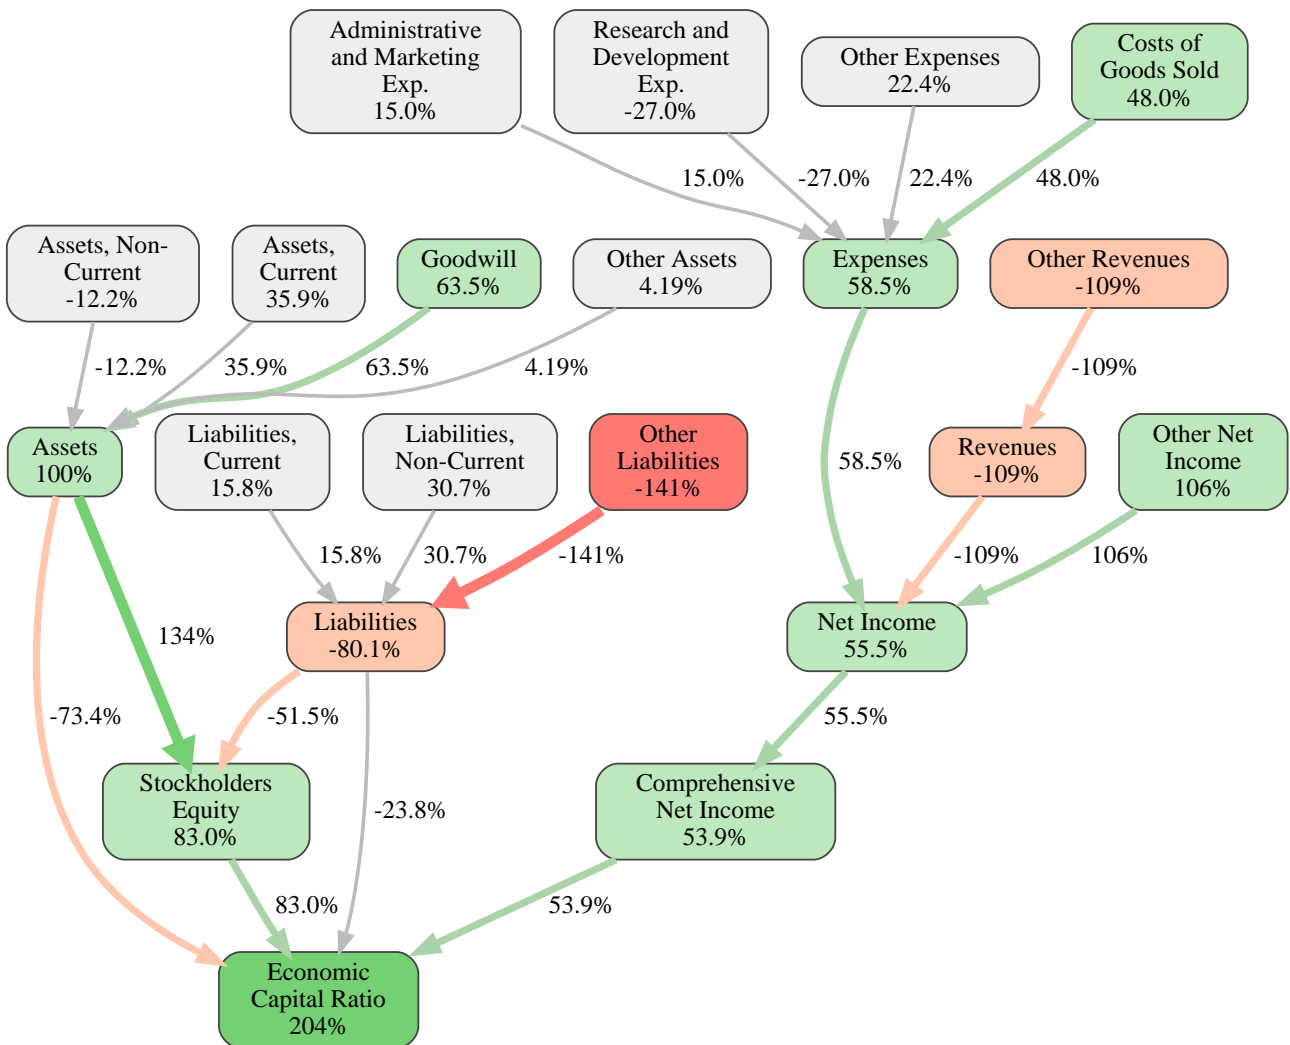 Administrative
and Marketing
Exp.
15.0%
Research and
Development
Exp.
-27.0%
Other Expenses
22.4%
Costs of
Goods Sold
48.0%
15.0%
-27.0%
22.4%
48.0%
Assets, Non-
Current
-12.2%
Assets,
Current
35.9%
Goodwill
63.5%
Other Assets
4.19%
Expenses
58.5%
Other Revenues
-109%
-12.2%
35.9%
63.5%
4.19%
-109%
Assets
100%
Liabilities,
Current
15.8%
Liabilities,
Non-Current
30.7%
Other
Liabilities
-141%
58.5%
Revenues
-109%
Other Net
Income
106%
15.8%
30.7%
-141%
-109%
106%
134%
Liabilities
-80.1%
Net Income
55.5%
-73.4%
-51.5%
55.5%
Stockholders
Equity
83.0%
-23.8%
Comprehensive
Net Income
53.9%
83.0%
53.9%
Economic
Capital Ratio
204%